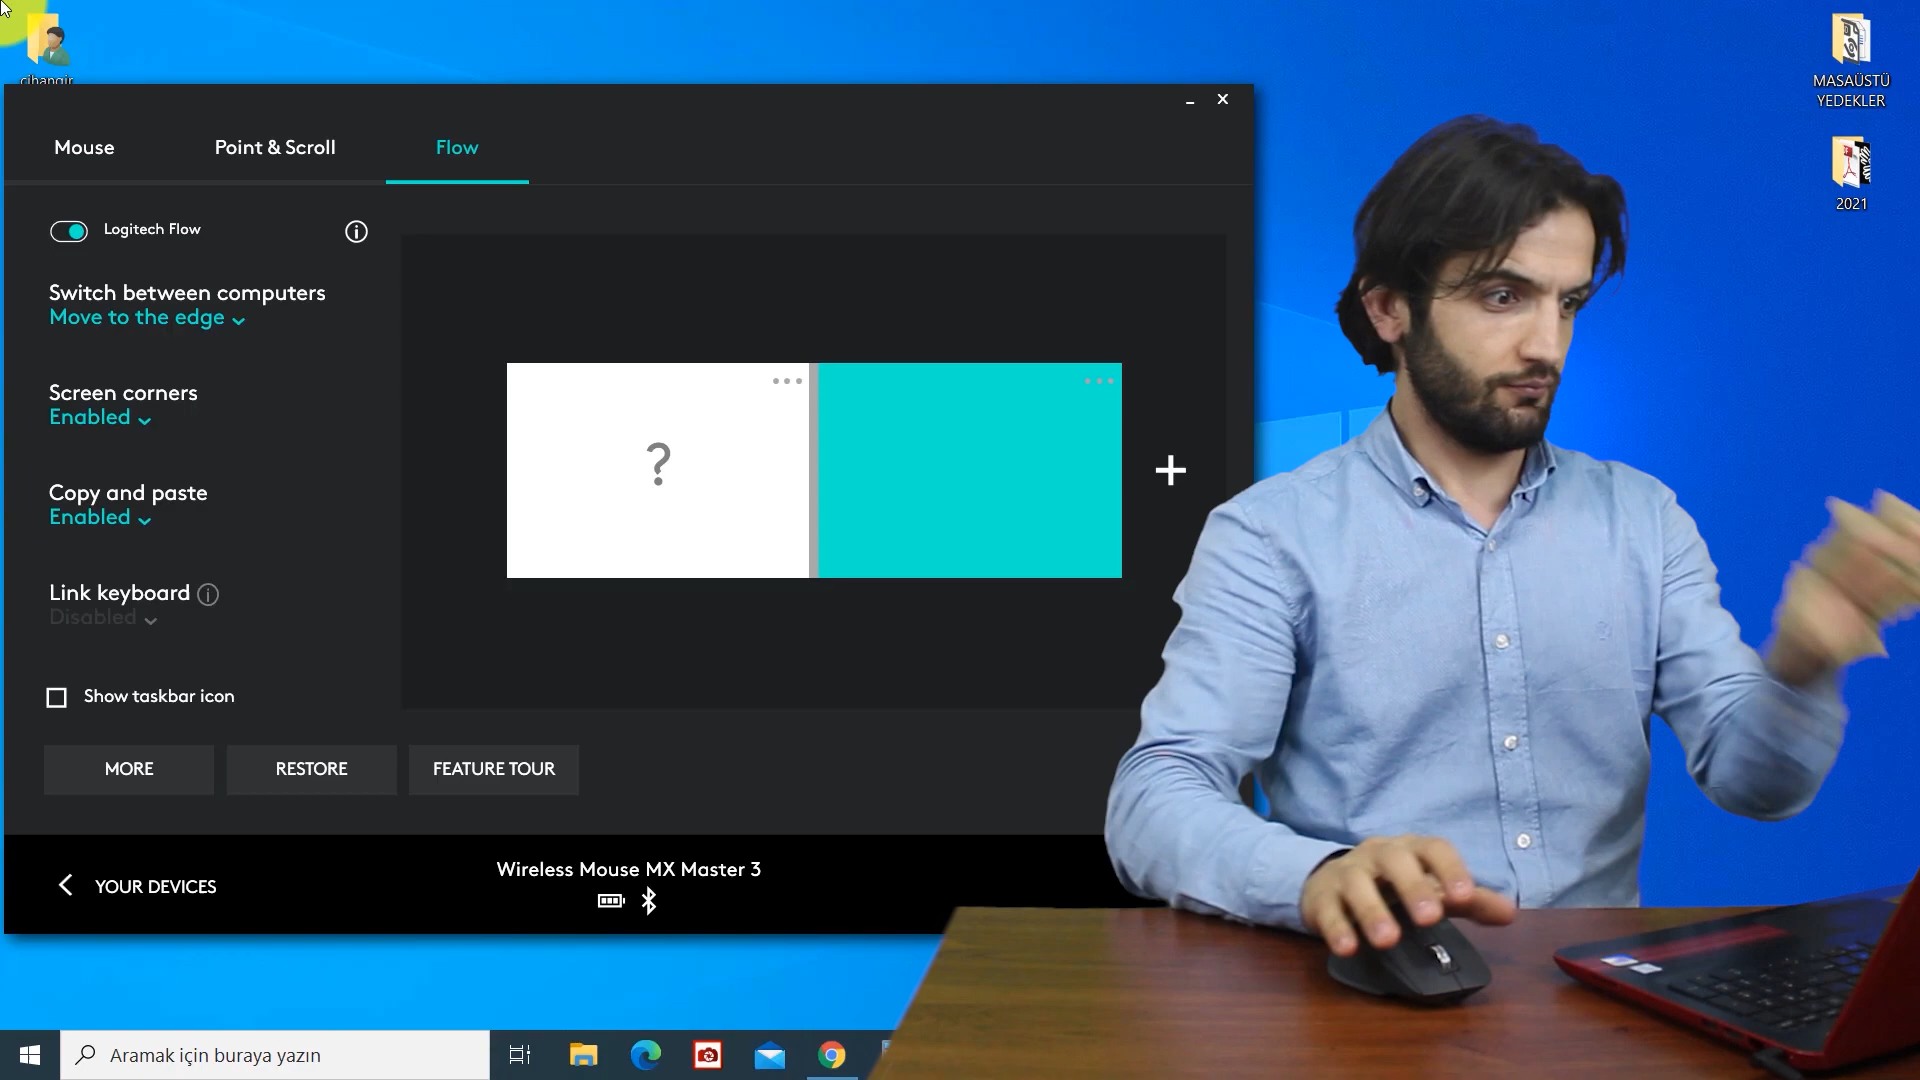 cihangir
MASAÜSTÜ
YEDEKLER
2021
Mouse
Point & Scroll
Flow
Logitech Flow
Switch between computers
Move to the edge
Screen corners
Enabled
Copy and paste
Enabled
Link keyboard
Disabled
Show taskbar icon
?
MORE
RESTORE
FEATURE TOUR
YOUR DEVICES
Wireless Mouse MX Master 3
Aramak için buraya yazın